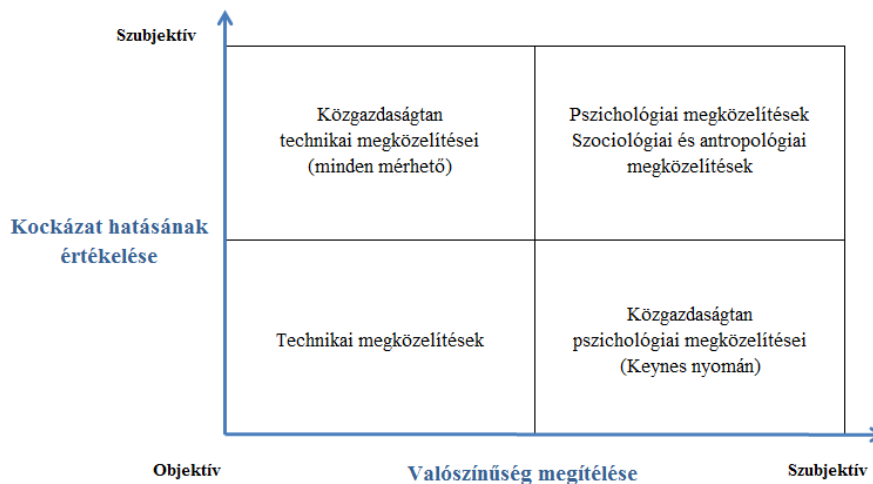 Szubjektív
Közgazdaságtan
technikai megközelítései
(minden mérhető)
Pszichológiai megközelítések
Szociológiai és antropológiai
megközelítések
Kockázat hatásának
értékelése
Technikai megközelítések
Közgazdaságtan
pszichológiai megközelítései
(Keynes nyomán)
Objektív
Valószínűség megítélése
Szubjektív